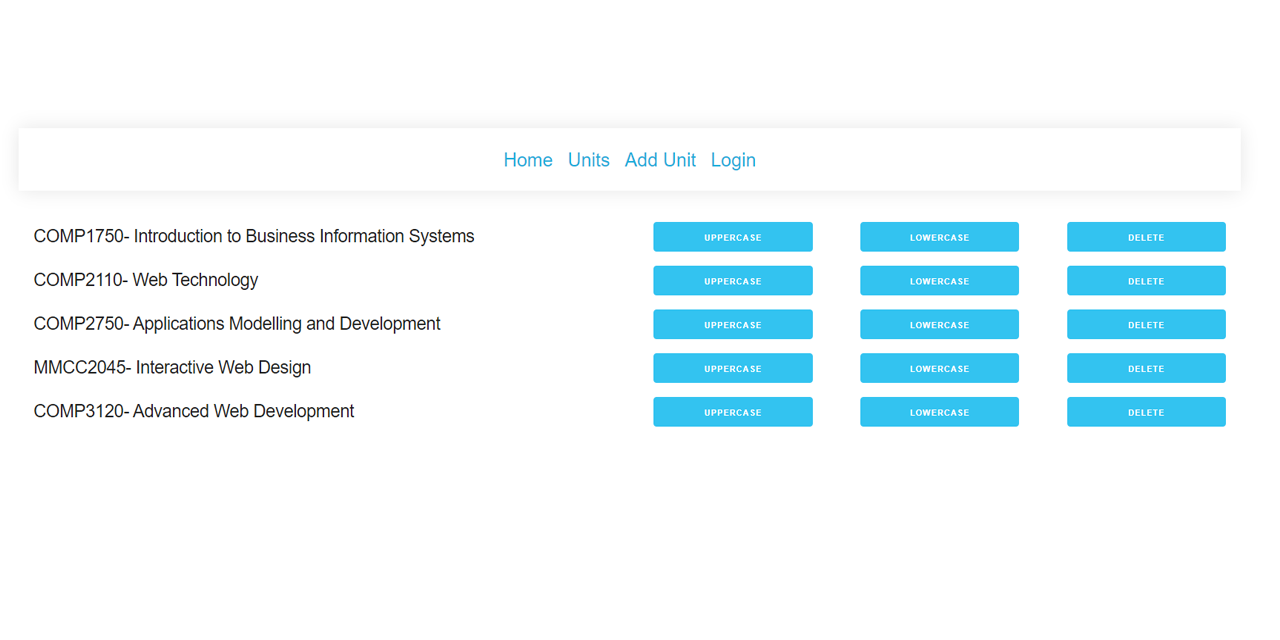 Home Units Add Unit Login
COMP1750- Introduction to Business Information Systems UPPERCASE LOWERCASE DELETE
COMP2110- Web Technology UPPERCASE LOWERCASE DELETE
COMP2750- Applications Modelling and Development UPPERCASE LOWERCASE DELETE
MMCC2045- Interactive Web Design UPPERCASE LOWERCASE DELETE
COMP3120- Advanced Web Development UPPERCASE LOWERCASE DELETE